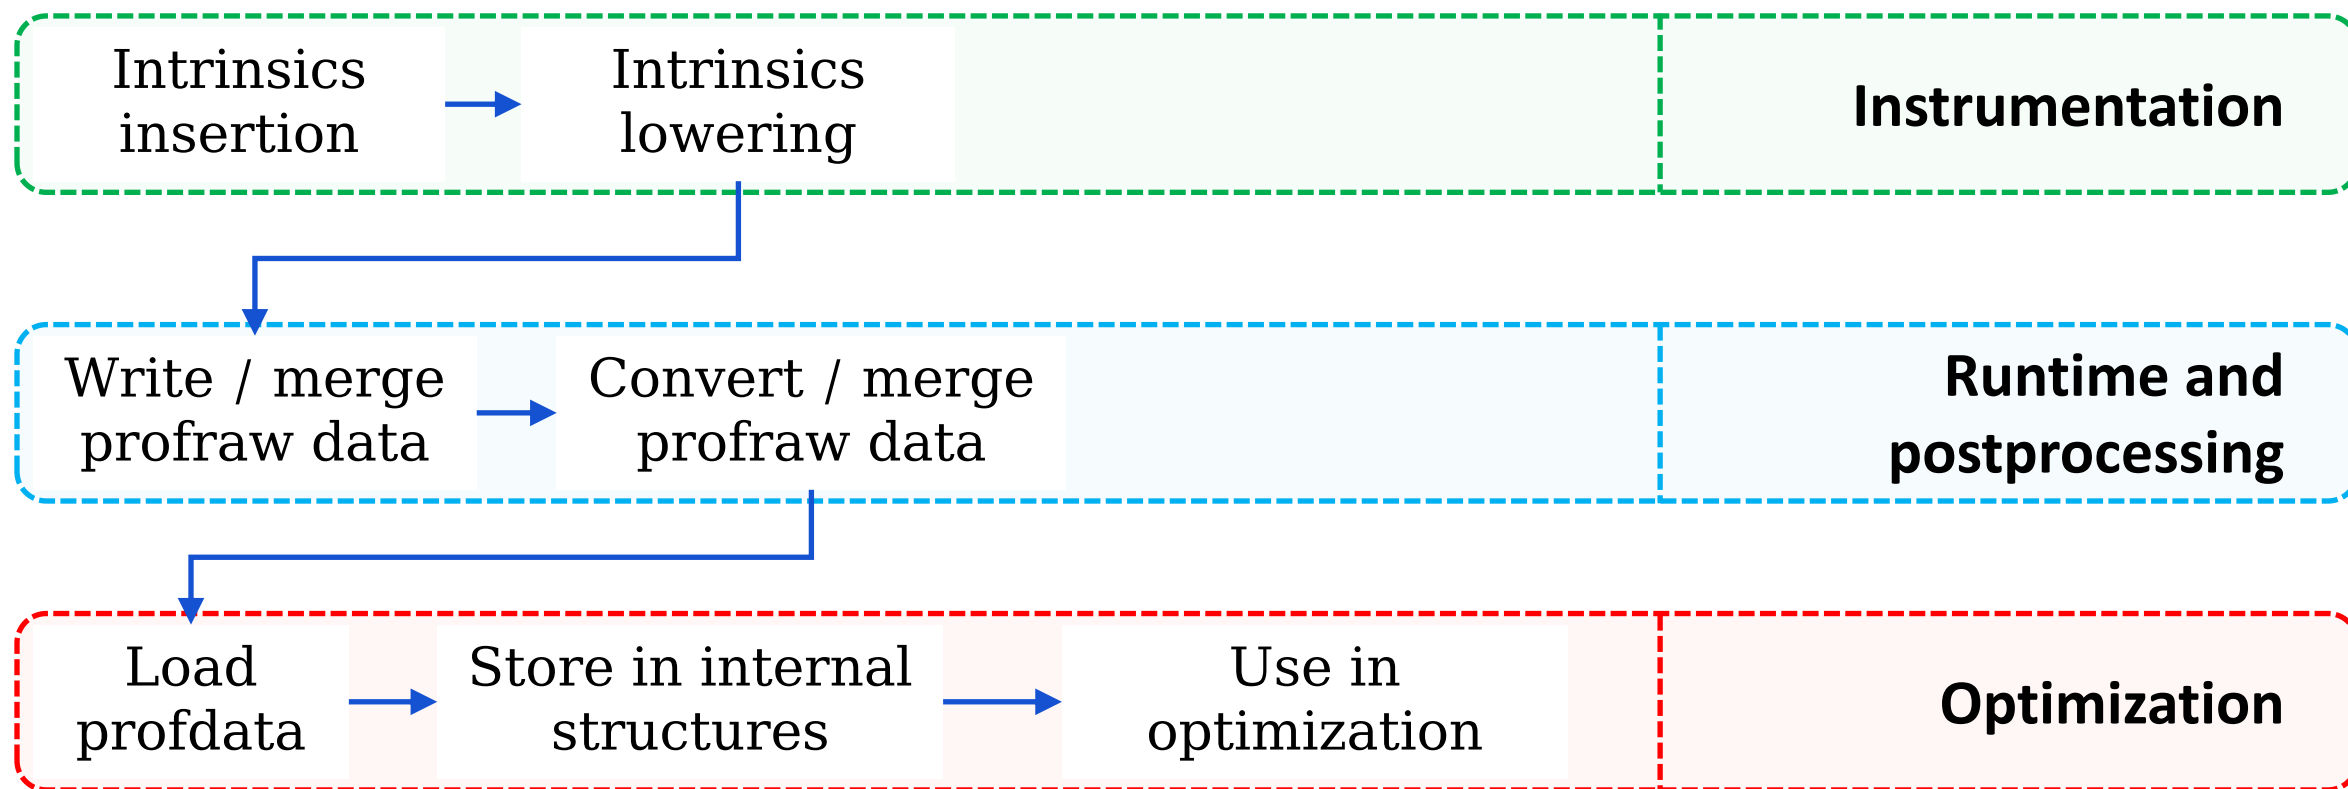 Intrinsics
insertion
Intrinsics
lowering
Instrumentation
Write / merge
profraw data
Convert / merge
profraw data
Runtime and
postprocessing
Load
profdata
Store in internal
structures
Use in
optimization
Optimization